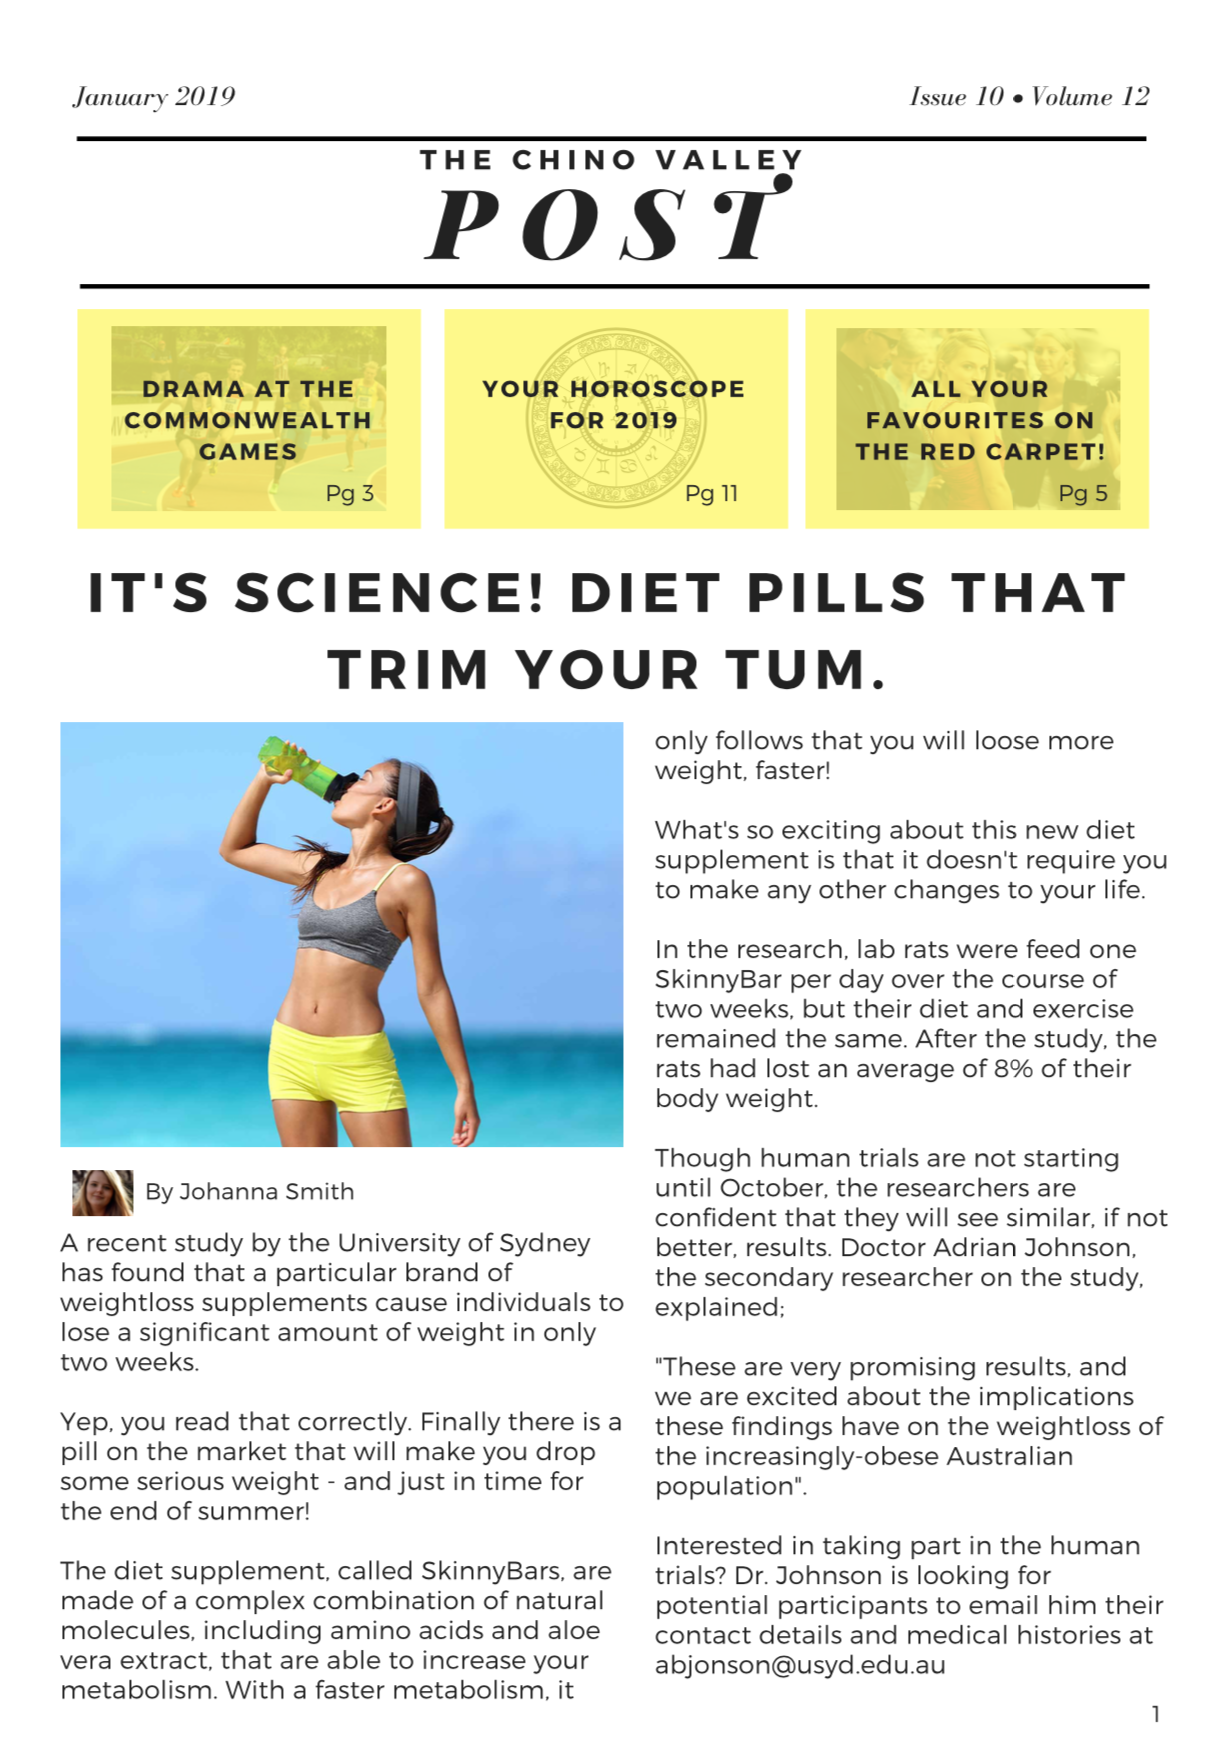 January 2019
Issue 10 • Volume 12
THE CHINO VALLEY
POST
DRAMA AT THE
COMMONWEALTH
GAMES
Pg 3
YOUR HOROSCOPE
FOR 2019
Pg 11
ALL YOUR
FAVOURITES ON
THE RED CARPET!
Pg 5
IT'S SCIENCE! DIET PILLS THAT
TRIM YOUR TUM.
By Johanna Smith
A recent study by the University of Sydney
has found that a particular brand of
weightloss supplements cause individuals to
lose a significant amount of weight in only
two weeks.
Yep, you read that correctly. Finally there is a
pill on the market that will make you drop
some serious weight - and just in time for
the end of summer!
The diet supplement, called SkinnyBars, are
made of a complex combination of natural
molecules, including amino acids and aloe
vera extract, that are able to increase your
metabolism. With a faster metabolism, it
only follows that you will loose more
weight, faster!
What's so exciting about this new diet
supplement is that it doesn't require you
to make any other changes to your life.
In the research, lab rats were feed one
SkinnyBar per day over the course of
two weeks, but their diet and exercise
remained the same. After the study, the
rats had lost an average of 8% of their
body weight.
Though human trials are not starting
until October, the researchers are
confident that they will see similar, if not
better, results. Doctor Adrian Johnson,
the secondary researcher on the study,
explained;
"These are very promising results, and
we are excited about the implications
these findings have on the weightloss of
the increasingly-obese Australian
population".
Interested in taking part in the human
trials? Dr. Johnson is looking for
potential participants to email him their
contact details and medical histories at
abjonson@usyd.edu.au
1